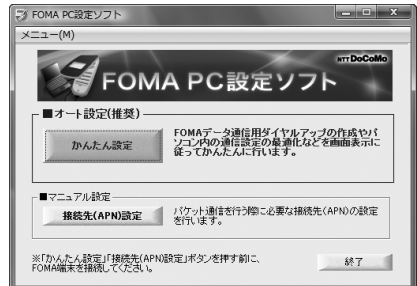 FOMA PC設定ソフト
メニュー(M)
NTT DoCoMo
FOMA PC設定ソフト
■オート設定(推奨)
かんたん設定
FOMAデータ通信用ダイヤルアップの作成やパ
ソコン内の通信設定の最適化などを画面表示に
従ってかんたんに行います。
■マニュアル設定
接続先(APN)設定
パケット通信を行う際に必要な接続先(APN)の設定
を行います。
※「かんたん設定」「接続先(APN)設定」ボタンを押す前に、
FOMA端末を接続してください。
終了